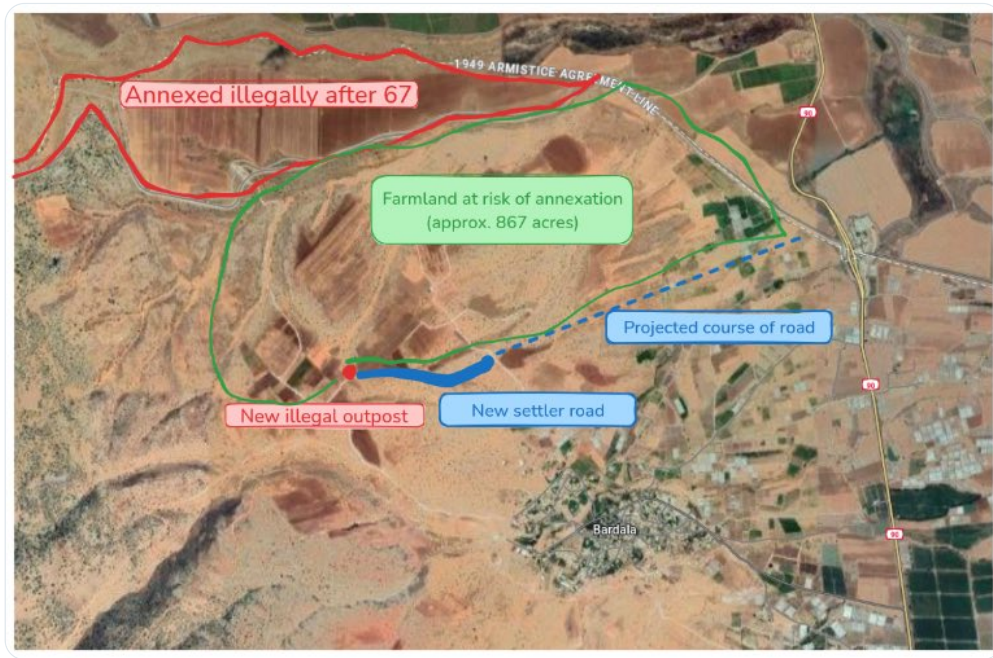 1949 ARMISTICE AGREEMENT LINE
Annexed illegally after 67
90
Farmland at risk of annexation
(approx. 867 acres)
Projected course of road
90
New illegal outpost
New settler road
Bardala
90